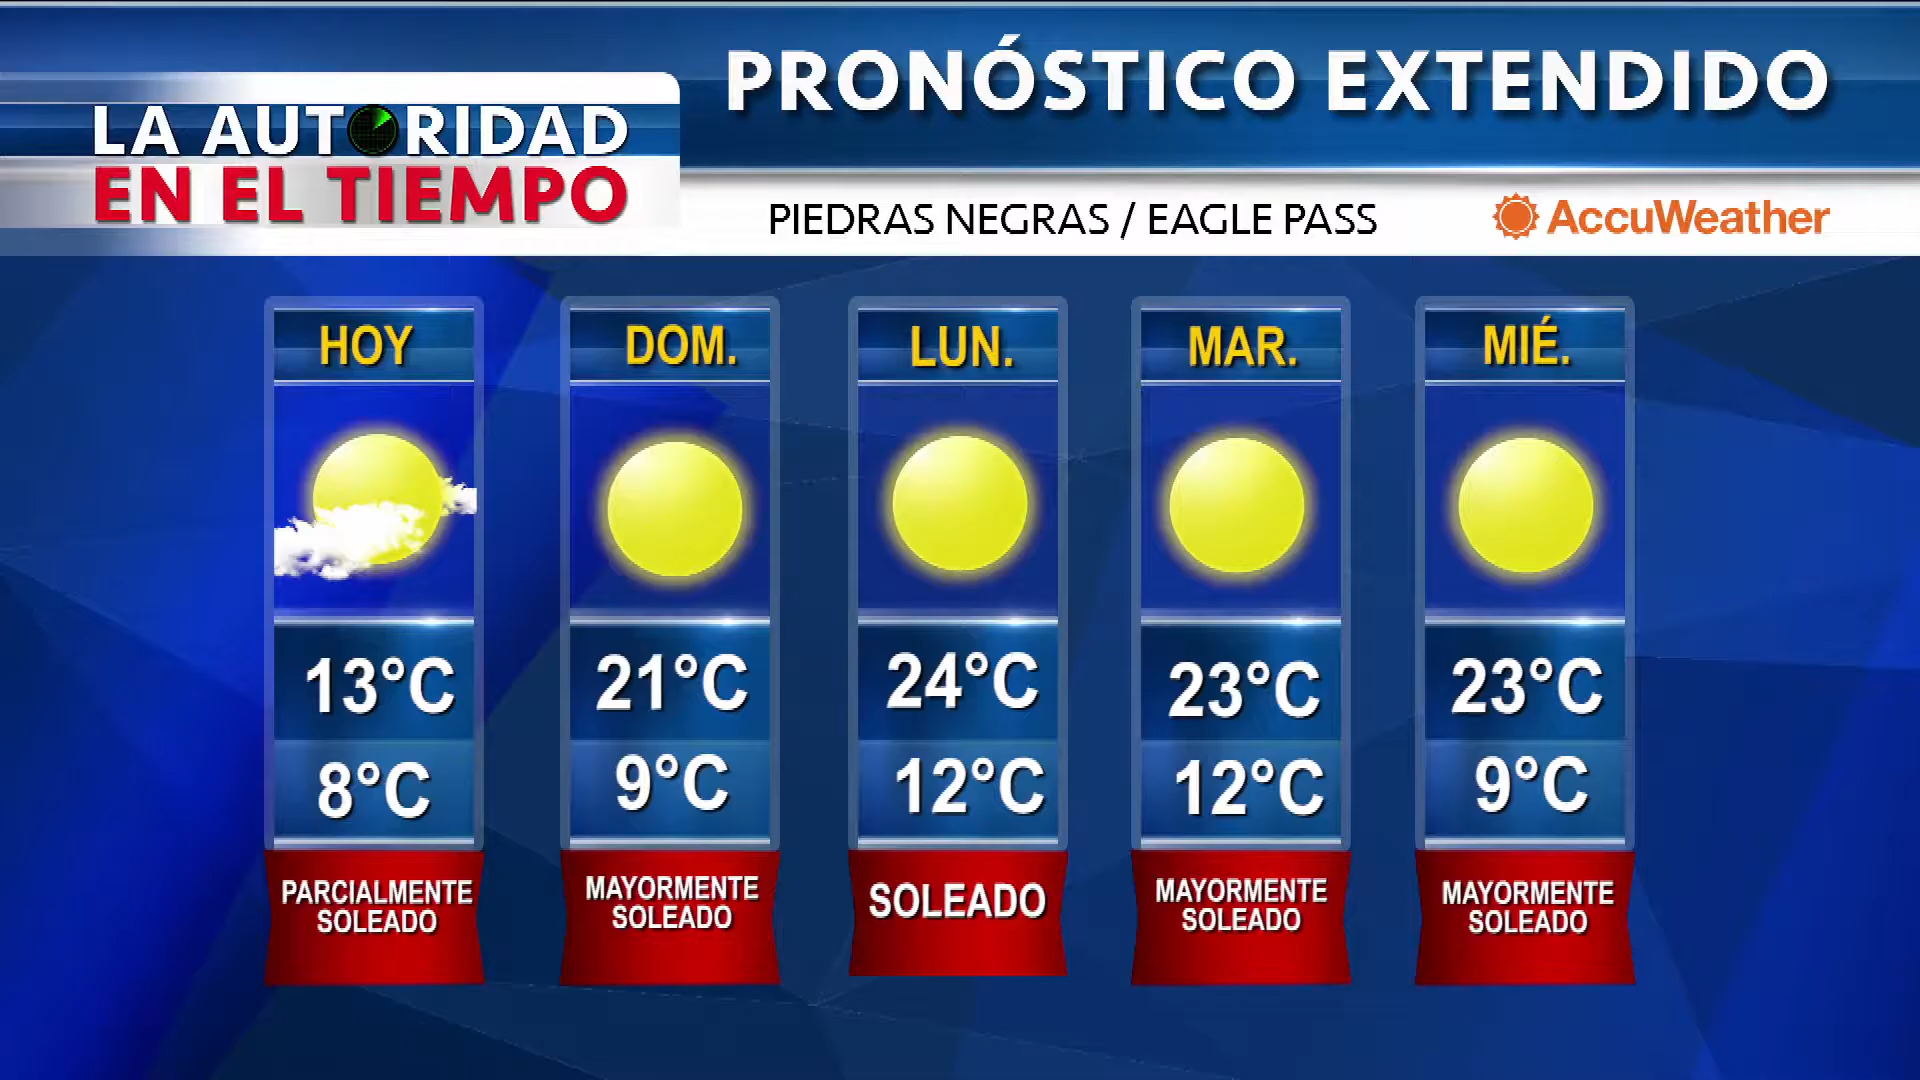 LA AUTORIDAD
EN EL TIEMPO
PRONÓSTICO EXTENDIDO
PIEDRAS NEGRAS / EAGLE PASS
AccuWeather
HOY
13°C
8°C
PARCIALMENTE
SOLEADO
DOM.
21°C
9°C
MAYORMENTE
SOLEADO
LUN.
24°C
12°C
SOLEADO
MAR.
23°C
12°C
MAYORMENTE
SOLEADO
MIÉ.
23°C
9°C
MAYORMENTE
SOLEADO